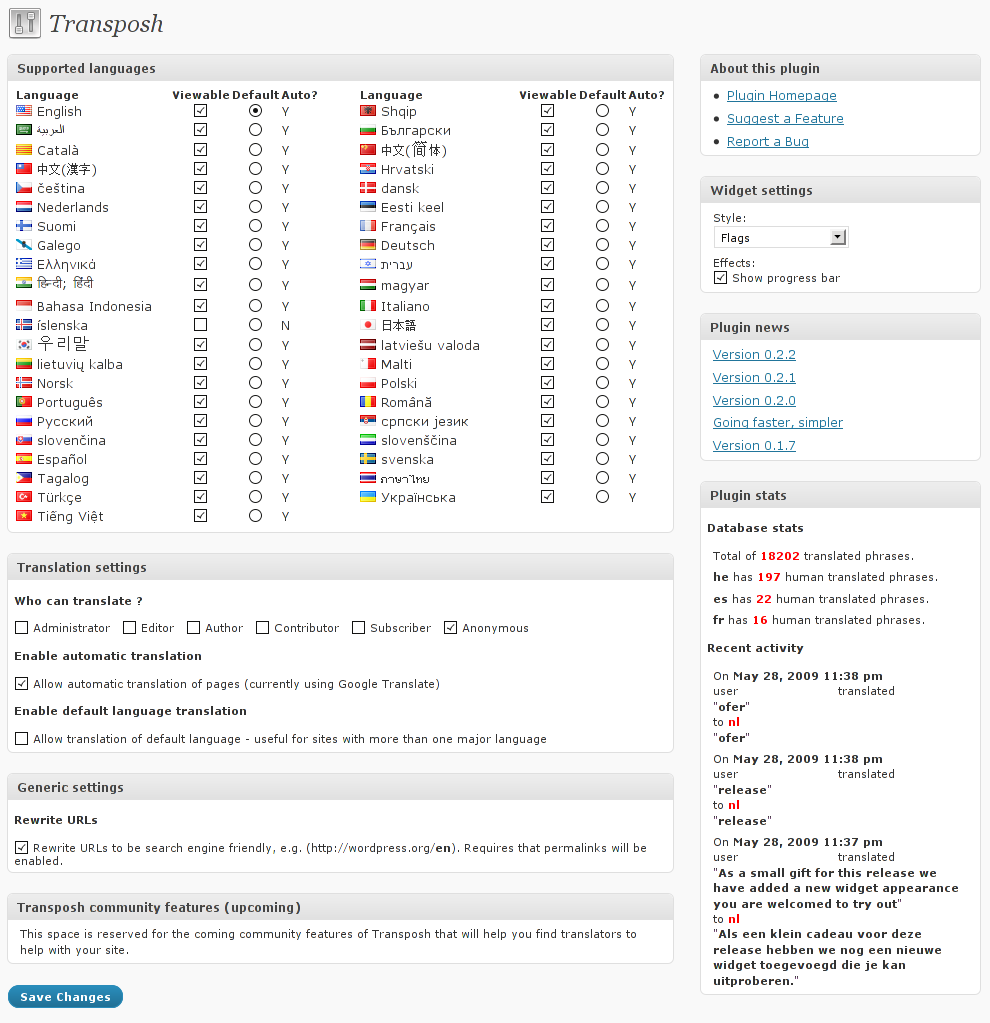 Transposh
Supported languages
Language Viewable Default Auto? Language Viewable Default Auto?
English Y Shqip Y
العربية Y Български Y
Català Y 中文(简体) Y
中文(漢字) Y Hrvatski Y
čeština Y dansk Y
Nederlands Y Eesti keel Y
Suomi Y Français Y
Galego Y Deutsch Y
Ελληνικά Y עברית Y
हिन्दी; हिंदी Y magyar Y
Bahasa Indonesia Y Italiano Y
íslenska N 日本語 Y
우리말 Y latviešu valoda Y
lietuvių kalba Y Malti Y
Norsk Y Polski Y
Português Y Română Y
Русский Y српски језик Y
slovenčina Y slovenščina Y
Español Y svenska Y
Tagalog Y ภาษาไทย Y
Türkçe Y Українська Y
Tiếng Việt Y
Translation settings
Who can translate ?
Administrator Editor Author Contributor Subscriber Anonymous
Enable automatic translation
Allow automatic translation of pages (currently using Google Translate)
Enable default language translation
Allow translation of default language - useful for sites with more than one major language
Generic settings
Rewrite URLs
Rewrite URLs to be search engine friendly, e.g. (http://wordpress.org/en). Requires that permalinks will be
enabled.
Transposh community features (upcoming)
This space is reserved for the coming community features of Transposh that will help you find translators to
help with your site.
Save Changes
About this plugin
Plugin Homepage
Suggest a Feature
Report a Bug
Widget settings
Style:
Flags
Effects:
Show progress bar
Plugin news
Version 0.2.2
Version 0.2.1
Version 0.2.0
Going faster, simpler
Version 0.1.7
Plugin stats
Database stats
Total of 18202 translated phrases.
he has 197 human translated phrases.
es has 22 human translated phrases.
fr has 16 human translated phrases.
Recent activity
On May 28, 2009 11:38 pm
user translated
"ofer"
to nl
"ofer"
On May 28, 2009 11:38 pm
user translated
"release"
to nl
"release"
On May 28, 2009 11:37 pm
user translated
"As a small gift for this release we
have added a new widget appearance
you are welcomed to try out"
to nl
"Als een klein cadeau voor deze
release hebben we nog een nieuwe
widget toegevoegd die je kan
uitproberen."